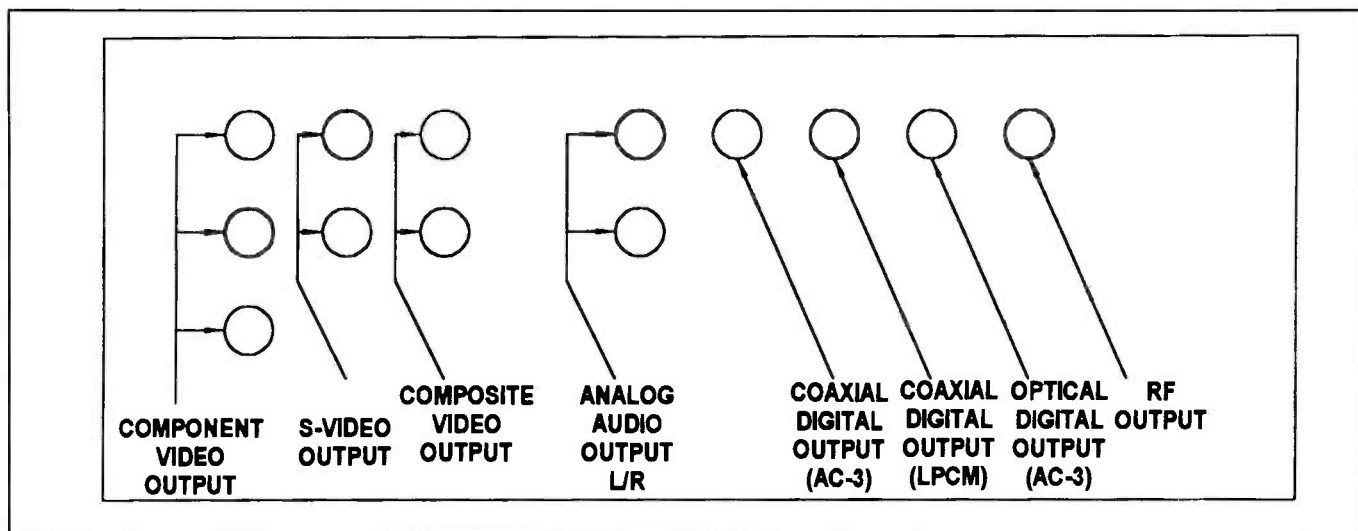 COMPONENT
VIDEO
OUTPUT
S-VIDEO
OUTPUT
COMPOSITE
VIDEO
OUTPUT
ANALOG
AUDIO
OUTPUT
L/R
COAXIAL
DIGITAL
OUTPUT
(AC-3)
COAXIAL
DIGITAL
OUTPUT
(LPCM)
OPTICAL
DIGITAL
OUTPUT
(AC-3)
RF
OUTPUT